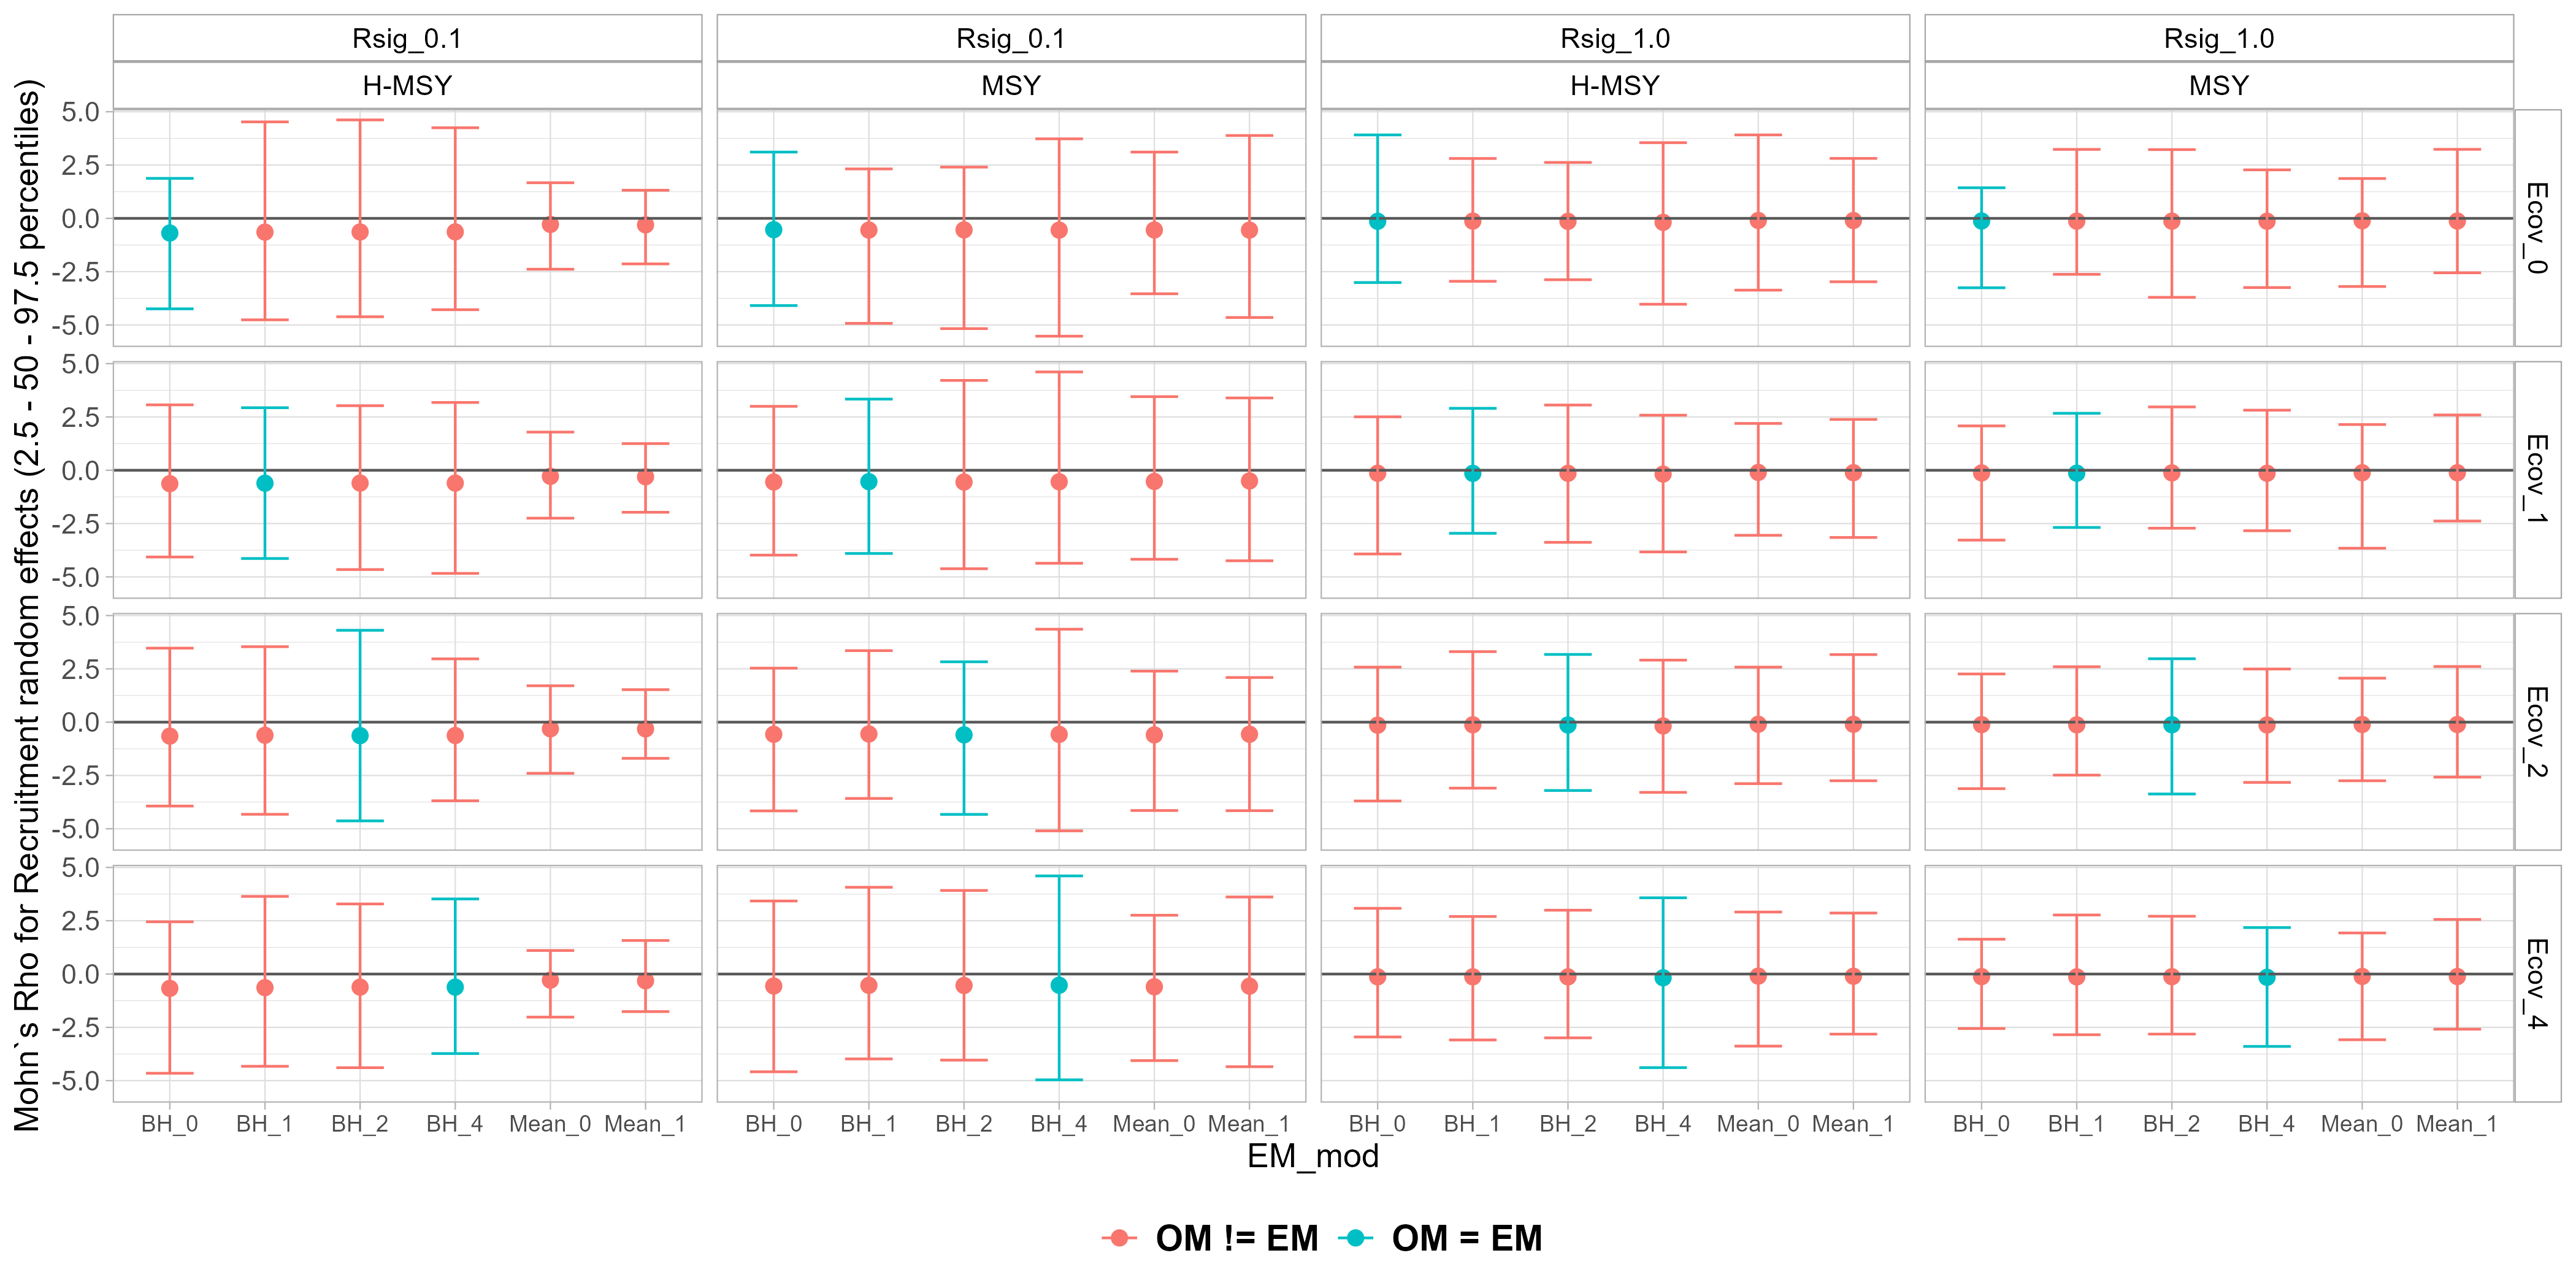 Rsig_0.1 Rsig_0.1 Rsig_1.0 Rsig_1.0
H-MSY MSY H-MSY MSY
Mohn`s Rho for Recruitment random effects (2.5 - 50 - 97.5 percentiles)
5.0
2.5
0.0
-2.5
-5.0
Ecov_0
5.0
2.5
0.0
-2.5
-5.0
Ecov_1
5.0
2.5
0.0
-2.5
-5.0
Ecov_2
5.0
2.5
0.0
-2.5
-5.0
Ecov_4
BH_0 BH_1 BH_2 BH_4 Mean_0 Mean_1 BH_0 BH_1 BH_2 BH_4 Mean_0 Mean_1 BH_0 BH_1 BH_2 BH_4 Mean_0 Mean_1 BH_0 BH_1 BH_2 BH_4 Mean_0 Mean_1
EM_mod
OM != EM OM = EM